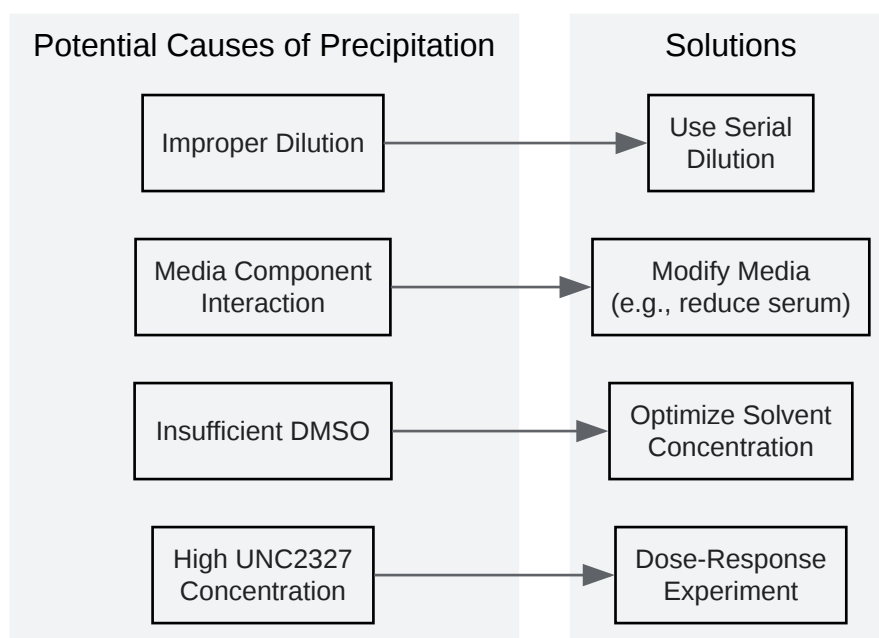 Potential Causes of Precipitation
Solutions
Improper Dilution
Use Serial
Dilution
Media Component
Interaction
Modify Media
(e.g., reduce serum)
Insufficient DMSO
Optimize Solvent
Concentration
High UNC2327
Concentration
Dose-Response
Experiment